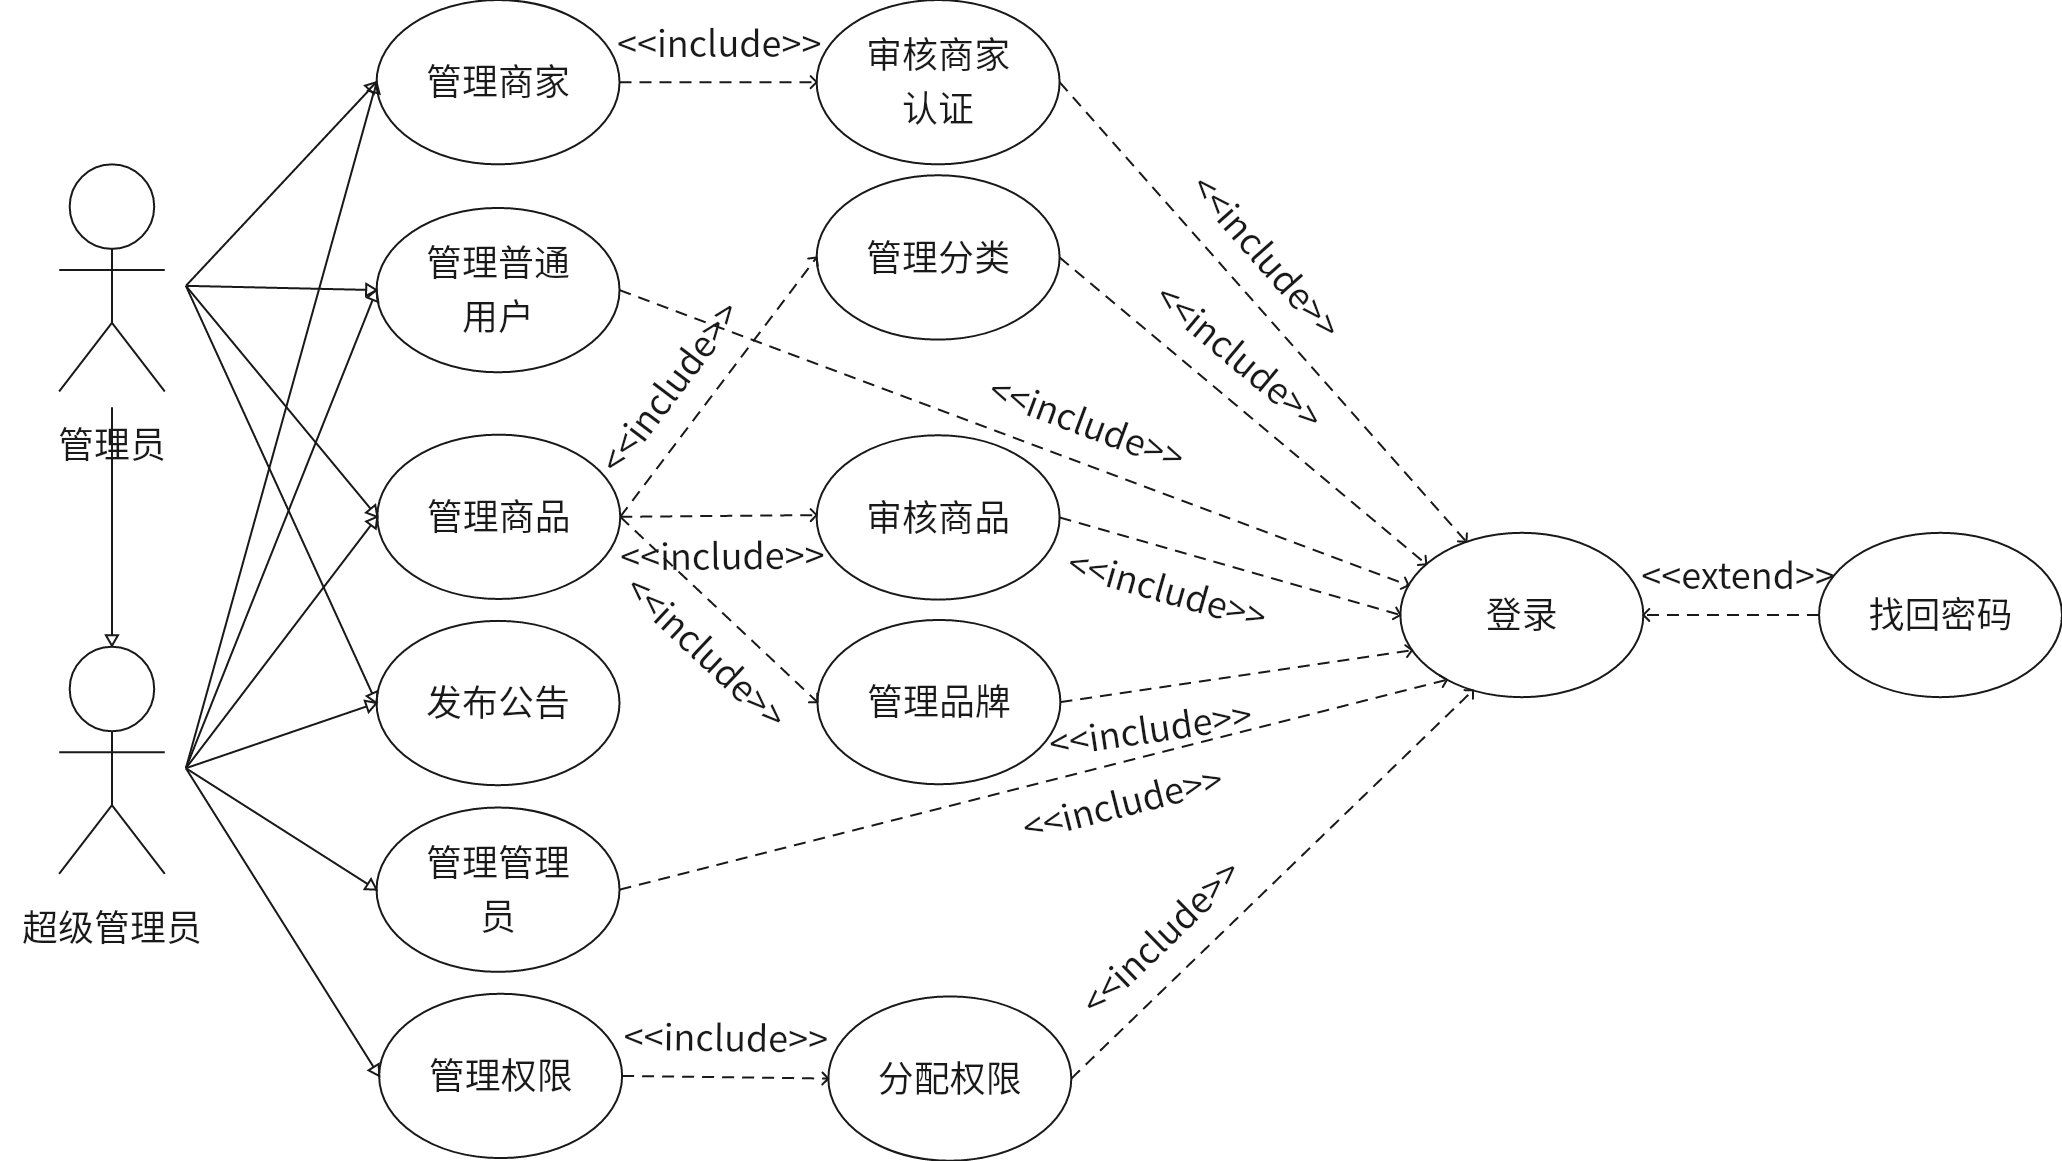 管理商家
<<include>>
审核商家
认证
管理普通
用户
管理分类
<<include>>
<<include>>
<<include>>
<<include>>
管理员
管理商品
<<include>>
审核商品
<<include>>
<<include>>
登录
<<extend>>
找回密码
发布公告
管理品牌
<<include>>
<<include>>
超级管理员
管理管理
员
<<include>>
管理权限
<<include>>
分配权限